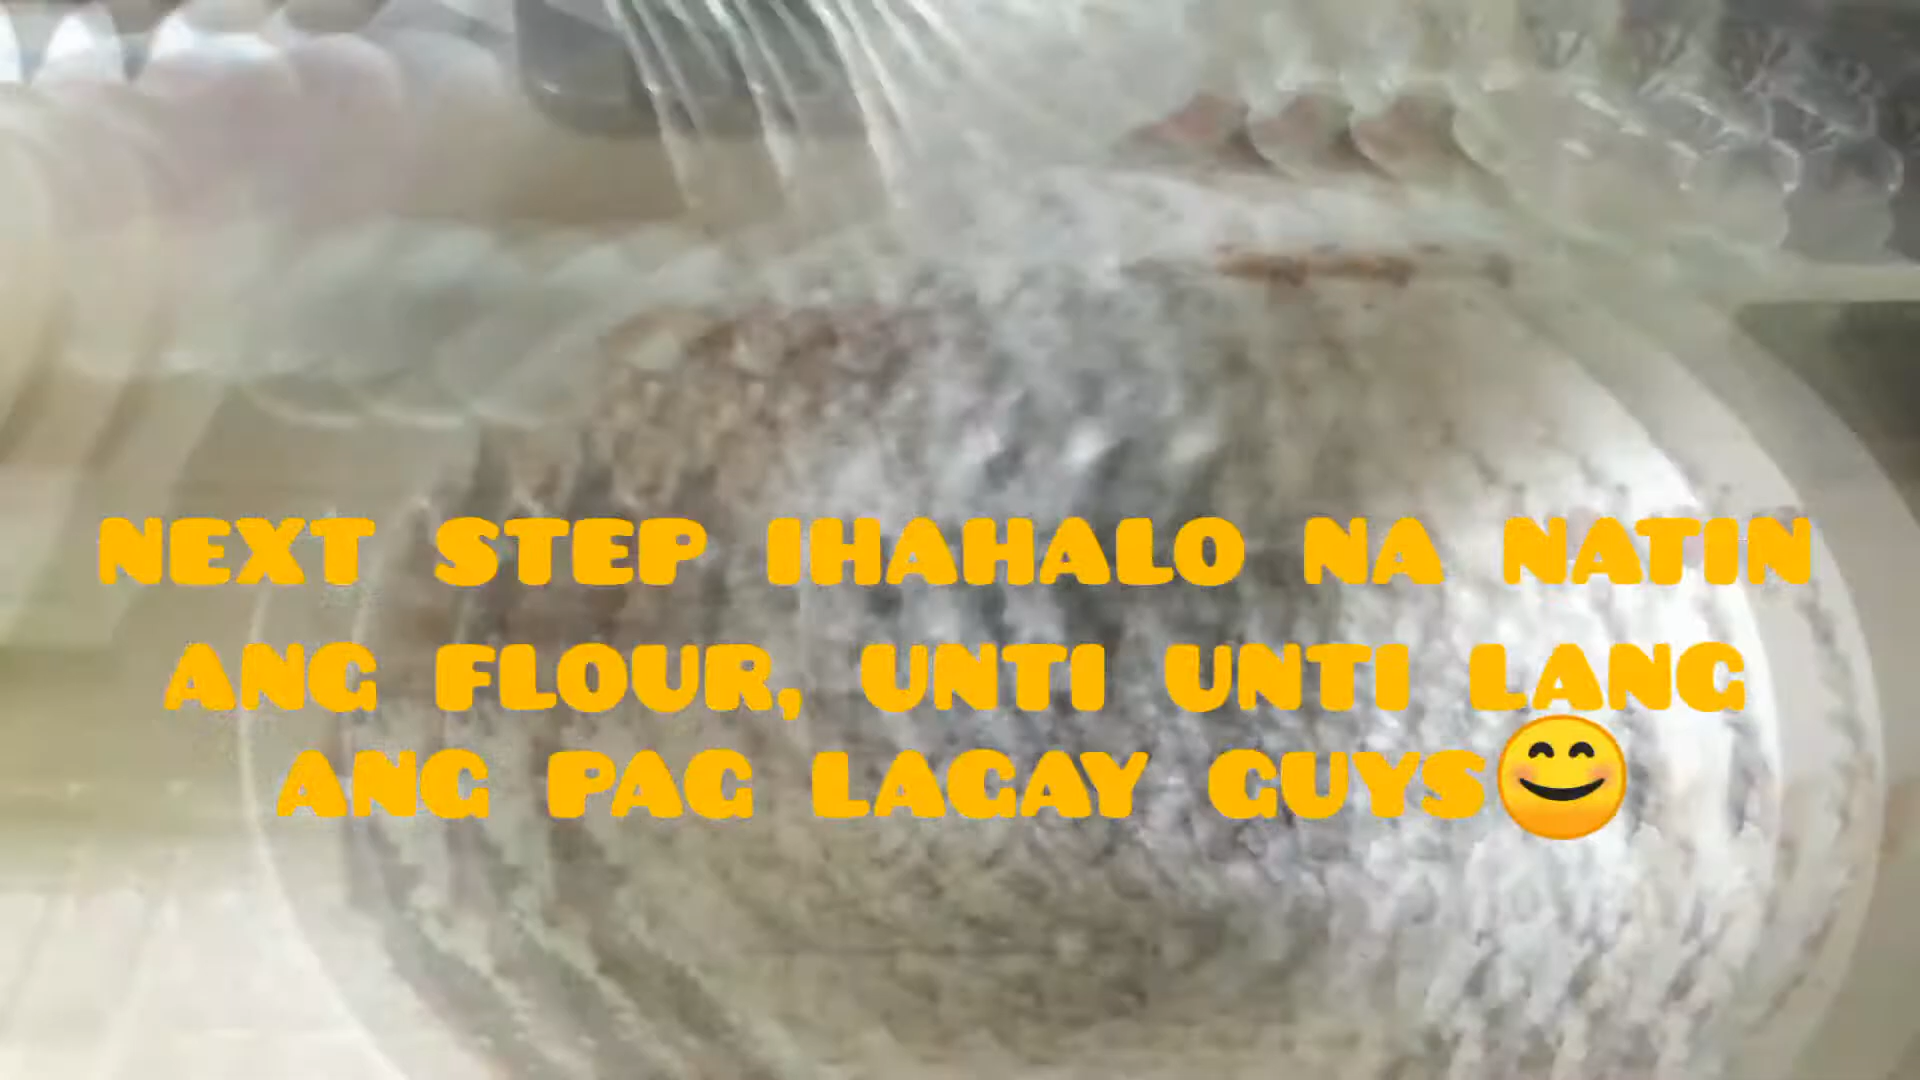 NEXT STEP IHAHALO NA NATIN
ANG FLOUR, UNTI UNTI LANG
ANG PAG LAGAY GUYS😊